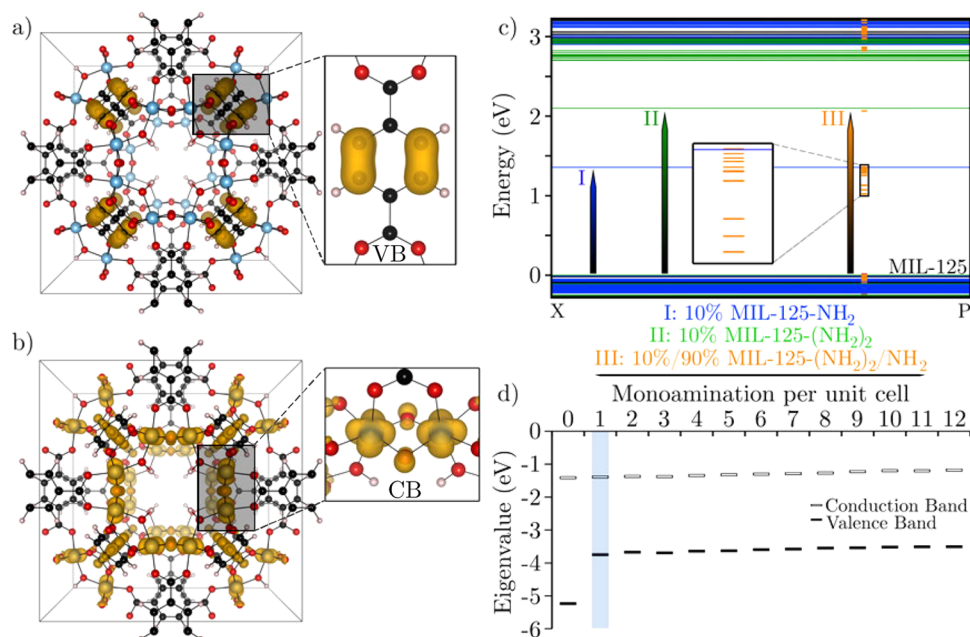 a)
VB
b)
CB
c)
Energy (eV)
3
2
1
0
I
II
III
MIL-125
X
P
I: 10% MIL-125-NH₂
II: 10% MIL-125-(NH₂)₂
III: 10%/90% MIL-125-(NH₂)₂/NH₂
d)
Monoamination per unit cell
0 1 2 3 4 5 6 7 8 9 10 11 12
Eigenvalue (eV)
0
-1
-2
-3
-4
-5
-6
Conduction Band
Valence Band